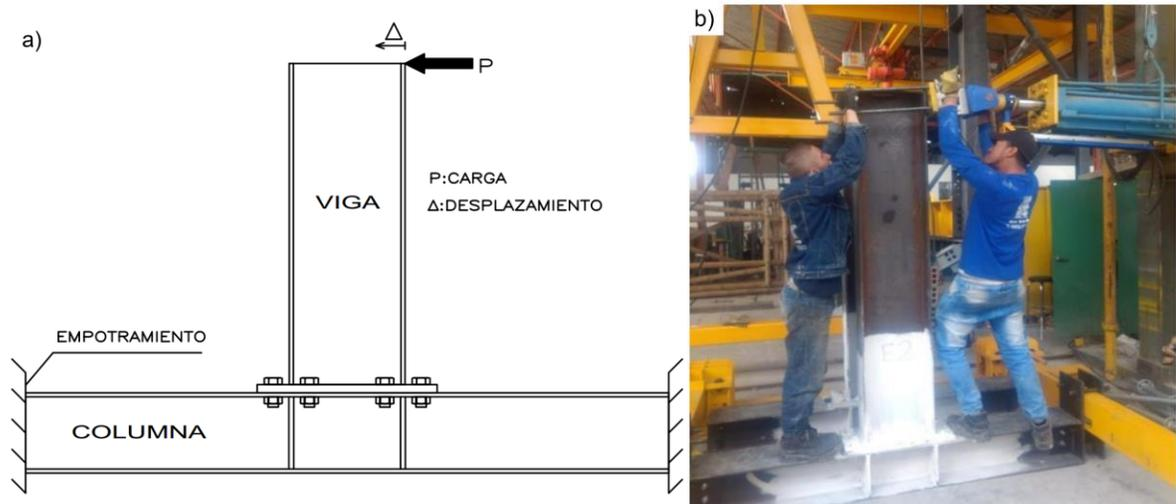 a)
Δ
P
VIGA
P:CARGA
Δ:DESPLAZAMIENTO
EMPOTRAMIENTO
COLUMNA
b)
E2